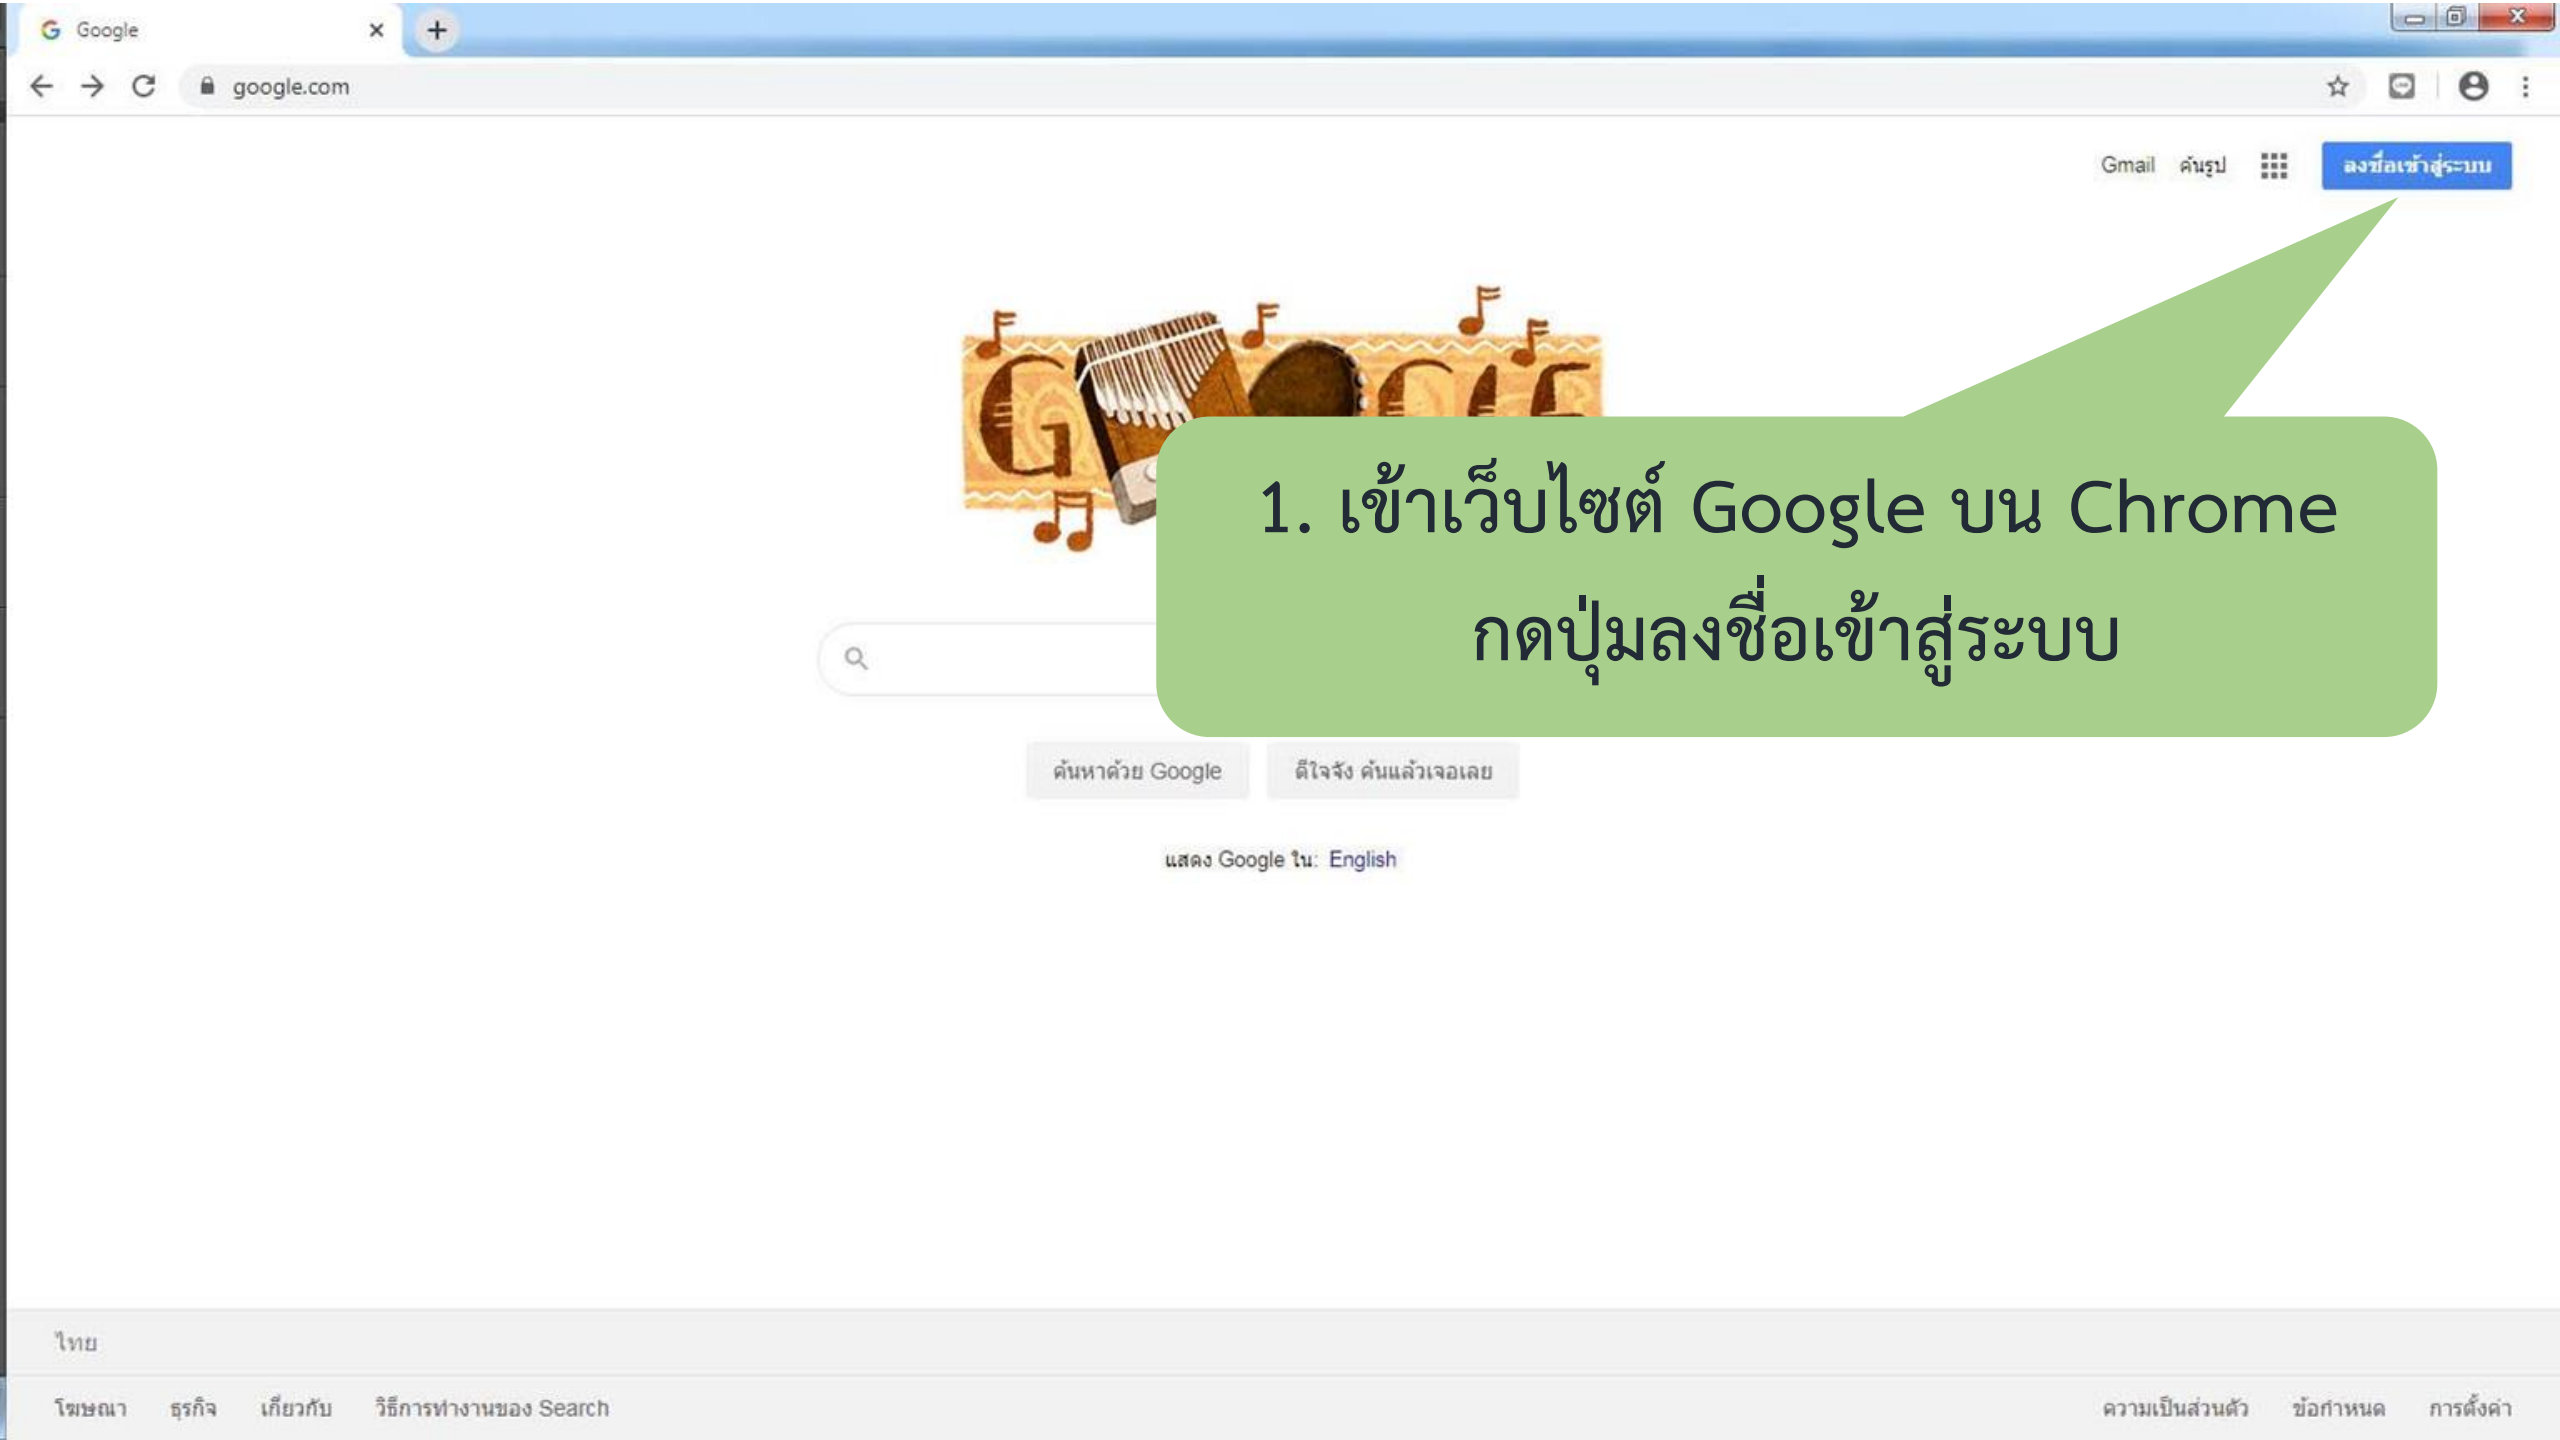 Google
google.com
Gmail ค้นรูป ลงชื่อเข้าสู่ระบบ
1. เข้าเว็บไซต์ Google บน Chrome
กดปุ่มลงชื่อเข้าสู่ระบบ
ค้นหาด้วย Google ดีใจจัง ค้นแล้วเจอเลย
แสดง Google ใน: English
ไทย
โฆษณา ธุรกิจ เกี่ยวกับ วิธีการทำงานของ Search ความเป็นส่วนตัว ข้อกำหนด การตั้งค่า